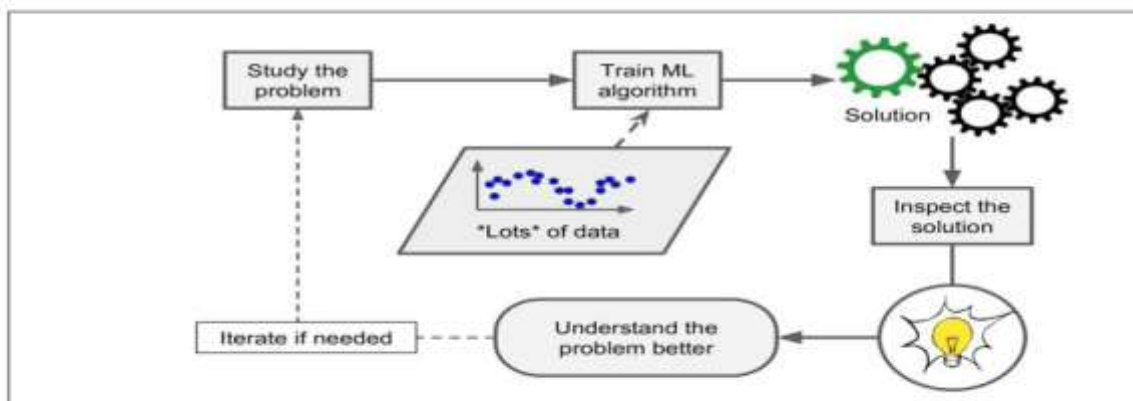 Study the
problem
Train ML
algorithm
Solution
*Lots* of data
Inspect the
solution
Understand the
problem better
Iterate if needed